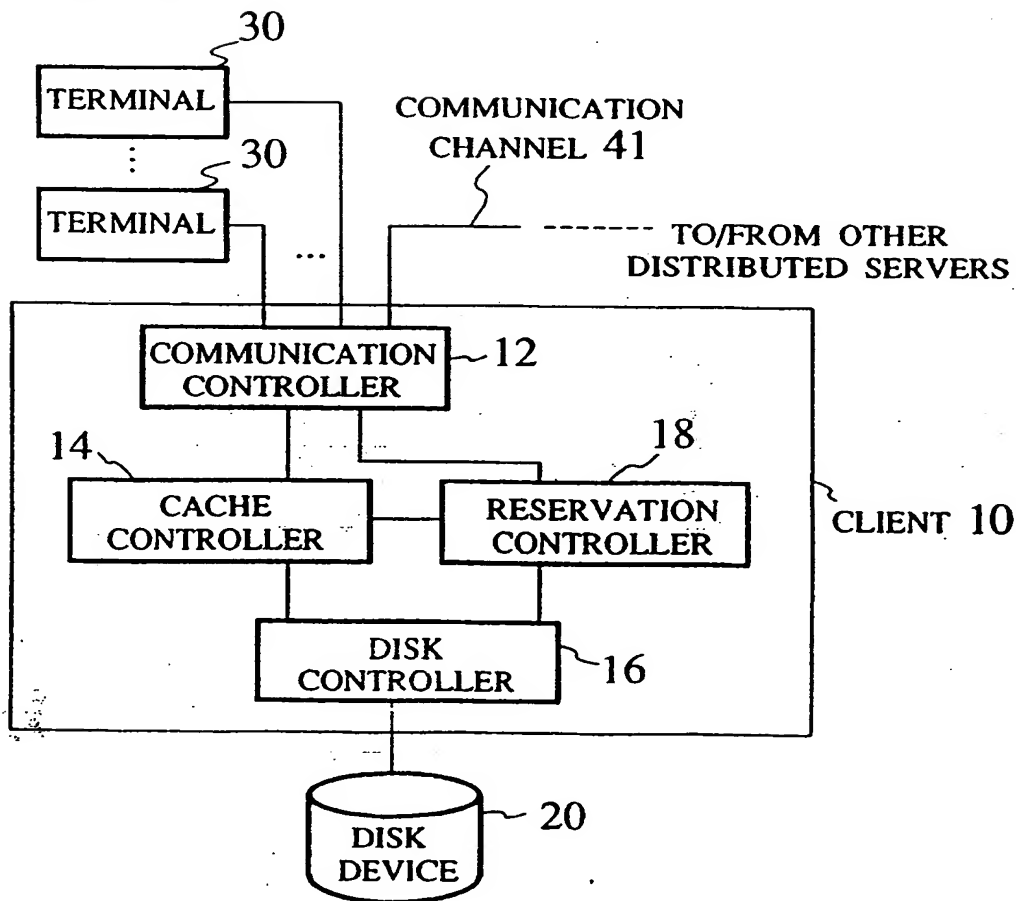 30
TERMINAL
30
TERMINAL
COMMUNICATION
CHANNEL 41
TO/FROM OTHER
DISTRIBUTED SERVERS
COMMUNICATION
CONTROLLER
12
14
CACHE
CONTROLLER
18
RESERVATION
CONTROLLER
CLIENT 10
DISK
CONTROLLER
16
DISK
DEVICE
20